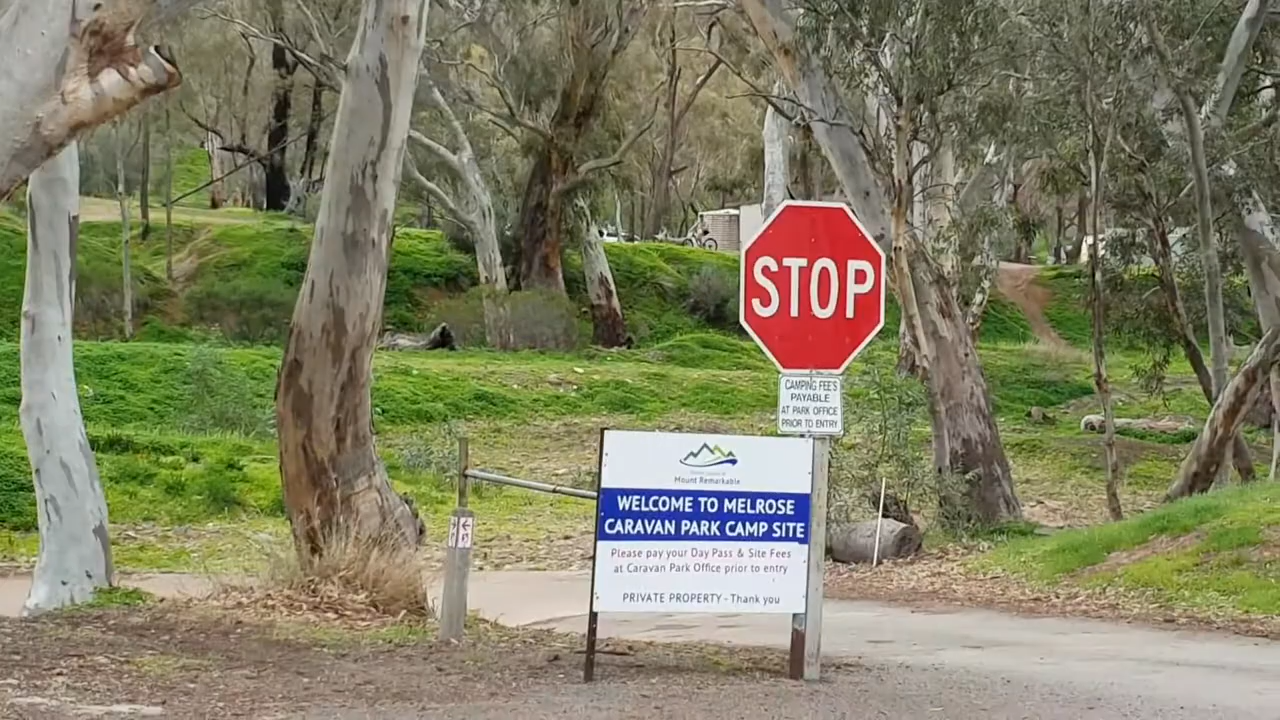 STOP
CAMPING FEE'S
PAYABLE
AT PARK OFFICE
PRIOR TO ENTRY
Mount Remarkable
WELCOME TO MELROSE
CARAVAN PARK CAMP SITE
Please pay your Day Pass & Site Fees
at Caravan Park Office prior to entry
PRIVATE PROPERTY - Thank you